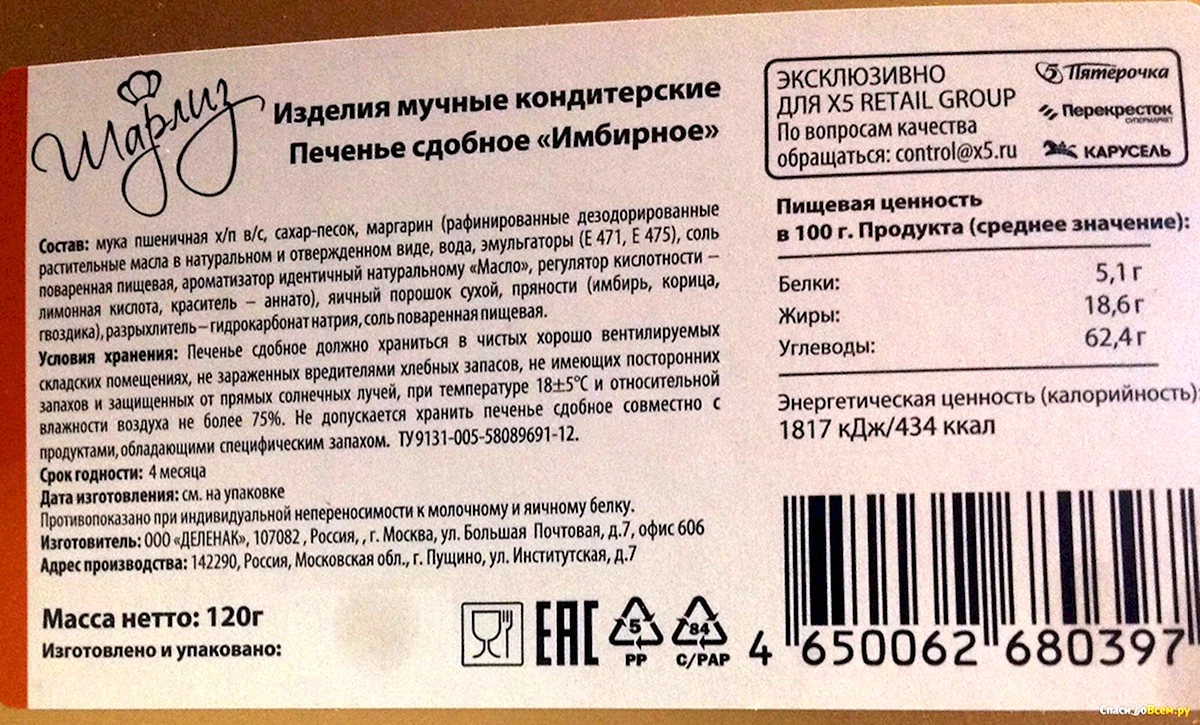 Шарлиз
Изделия мучные кондитерские
Печенье сдобное «Имбирное»
Состав: мука пшеничная х/п в/с, сахар-песок, маргарин (рафинированные дезодорированные
растительные масла в натуральном и отвержденном виде, вода, эмульгаторы (Е 471, Е 475), соль
поваренная пищевая, ароматизатор идентичный натуральному «Масло», регулятор кислотности –
лимонная кислота, краситель – аннато), яичный порошок сухой, пряности (имбирь, корица,
гвоздика), разрыхлитель – гидрокарбонат натрия, соль поваренная пищевая.
Условия хранения: Печенье сдобное должно храниться в чистых хорошо вентилируемых
складских помещениях, не зараженных вредителями хлебных запасов, не имеющих посторонних
запахов и защищенных от прямых солнечных лучей, при температуре 18±5°С и относительной
влажности воздуха не более 75%. Не допускается хранить печенье сдобное совместно с
продуктами, обладающими специфическим запахом. ТУ 9131-005-58089691-12.
Срок годности: 4 месяца
Дата изготовления: см. на упаковке
Противопоказано при индивидуальной непереносимости к молочному и яичному белку.
Изготовитель: ООО «ДЕЛЕНАК», 107082 , Россия, , г. Москва, ул. Большая Почтовая, д.7, офис 606
Адрес производства: 142290, Россия, Московская обл., г. Пущино, ул. Институтская, д.7
Масса нетто: 120г
Изготовлено и упаковано:
EAC
5
PP
84
C/PAP
ЭКСКЛЮЗИВНО
ДЛЯ X5 RETAIL GROUP
По вопросам качества
обращаться: control@x5.ru
5 Пятёрочка
Перекресток
СУПЕРМАРКЕТ
КАРУСЕЛЬ
Пищевая ценность
в 100 г. Продукта (среднее значение):
Белки: 5,1 г
Жиры: 18,6 г
Углеводы: 62,4 г
Энергетическая ценность (калорийность):
1817 кДж/434 ккал
4 650062 680397
Спаси-доВсем.ру